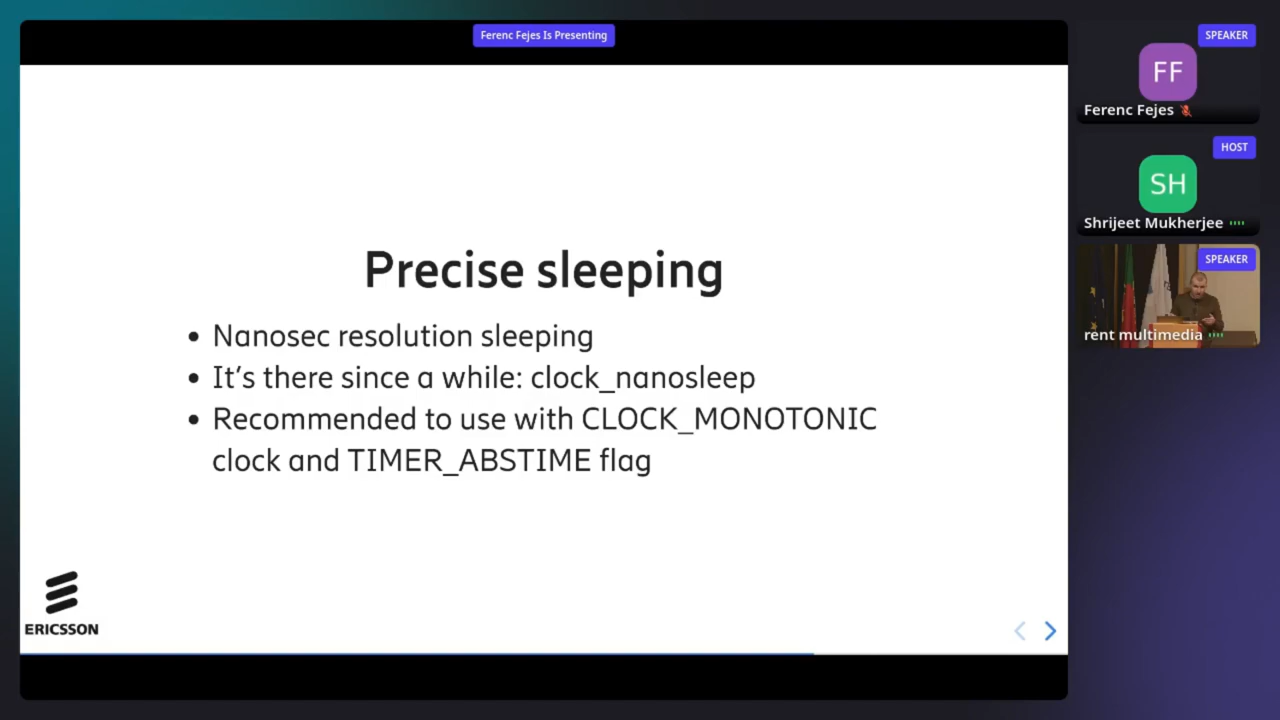 Ferenc Fejes Is Presenting
Precise sleeping
• Nanosec resolution sleeping
• It’s there since a while: clock_nanosleep
• Recommended to use with CLOCK_MONOTONIC
clock and TIMER_ABSTIME flag
ERICSSON
SPEAKER
FF
Ferenc Fejes
HOST
SH
Shrijeet Mukherjee
SPEAKER
rent multimedia